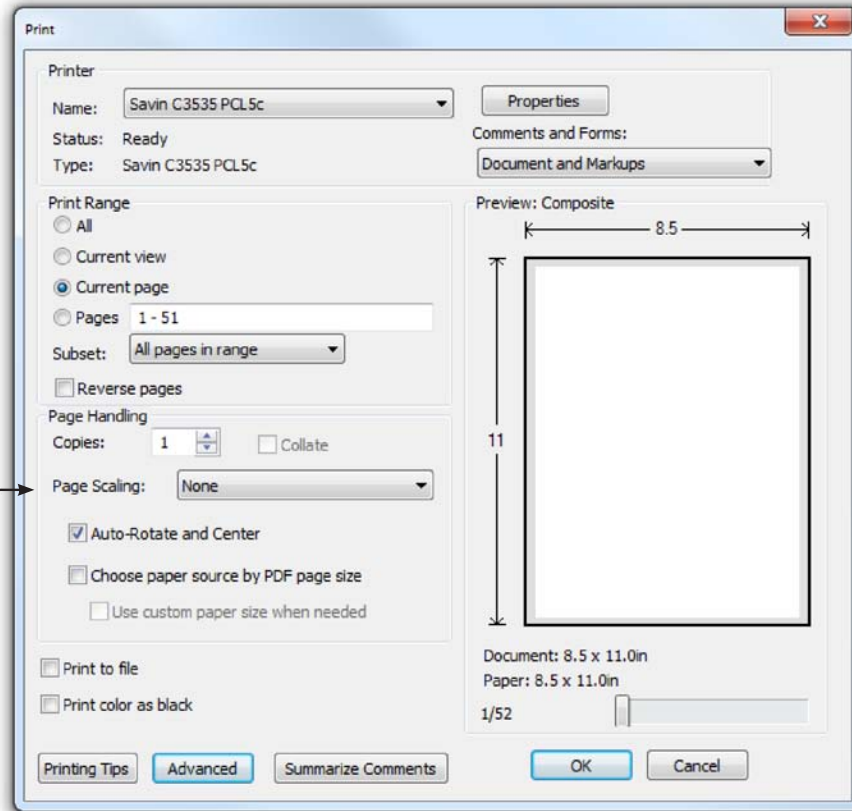 Print
Printer
Name: Savin C3535 PCL5c
Properties
Status: Ready
Comments and Forms:
Type: Savin C3535 PCL5c
Document and Markups
Print Range
All
Current view
Current page
Pages 1 - 51
Subset: All pages in range
Reverse pages
Page Handling
Copies: 1 Collate
Page Scaling: None
Auto-Rotate and Center
Choose paper source by PDF page size
Use custom paper size when needed
Print to file
Print color as black
Preview: Composite
8.5
11
Document: 8.5 x 11.0in
Paper: 8.5 x 11.0in
1/52
Printing Tips Advanced Summarize Comments OK Cancel